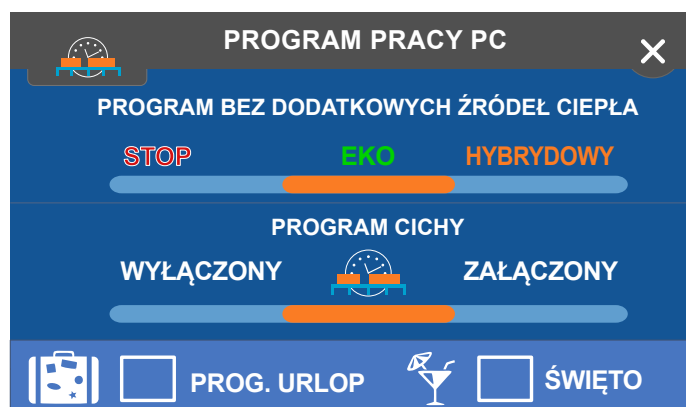 PROGRAM PRACY PC
PROGRAM BEZ DODATKOWYCH ŹRÓDEŁ CIEPŁA
STOP EKO HYBRYDOWY
PROGRAM CICHY
WYŁĄCZONY ZAŁĄCZONY
PROG. URLOP ŚWIĘTO